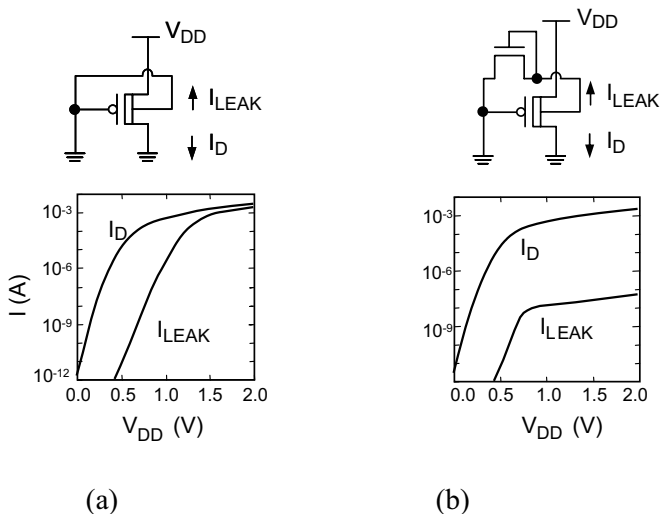 V_DD
I_LEAK
I_D
10^-3
10^-6
10^-9
10^-12
I (A)
I_D
I_LEAK
0.0 0.5 1.0 1.5 2.0
V_DD (V)
(a)
V_DD
I_LEAK
I_D
10^-3
10^-6
10^-9
I_D
I_LEAK
0.0 0.5 1.0 1.5 2.0
V_DD (V)
(b)